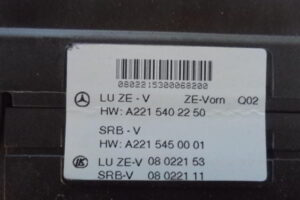 0802215300068200
LU ZE - V ZE-Vorn Q02
HW: A221 540 22 50
SRB - V
HW: A221 545 00 01
LU ZE-V 08 0221 53
SRB-V 08 0221 11